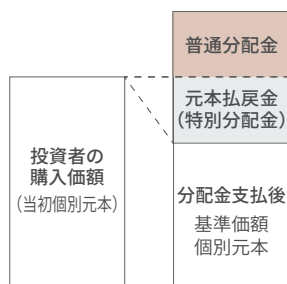 普通分配金
元本払戻金
(特別分配金)
投資者の
購入価額
(当初個別元本)
分配金支払後
基準価額
個別元本